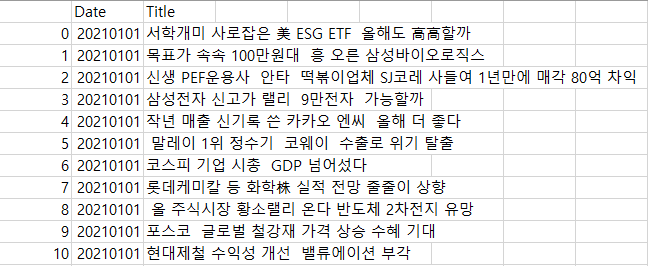 Date Title
0 20210101 서학개미 사로잡은 美 ESG ETF  올해도 高高할까
1 20210101 목표가 속속 100만원대  흥 오른 삼성바이오로직스
2 20210101 신생 PEF운용사  안타  떡볶이업체 SJ코레 사들여 1년만에 매각 80억 차익
3 20210101 삼성전자 신고가 랠리  9만전자  가능할까
4 20210101 작년 매출 신기록 쓴 카카오 엔씨  올해 더 좋다
5 20210101 말레이 1위 정수기  코웨이  수출로 위기 탈출
6 20210101 코스피 기업 시총  GDP 넘어섰다
7 20210101 롯데케미칼 등 화학株 실적 전망 줄줄이 상향
8 20210101 올 주식시장 황소랠리 온다 반도체 2차전지 유망
9 20210101 포스코  글로벌 철강재 가격 상승 수혜 기대
10 20210101 현대제철 수익성 개선  밸류에이션 부각